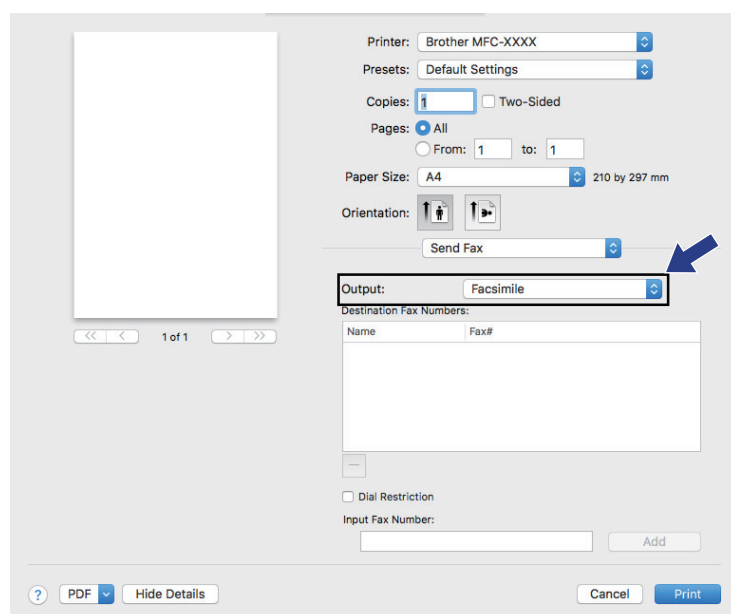 Printer: Brother MFC-XXXX
Presets: Default Settings
Copies: 1 Two-Sided
Pages: All
From: 1 to: 1
Paper Size: A4 210 by 297 mm
Orientation:
Send Fax
Output: Facsimile
Destination Fax Numbers:
Name Fax#
<< < 1 of 1 > >>
Dial Restriction
Input Fax Number:
Add
? PDF Hide Details Cancel Print